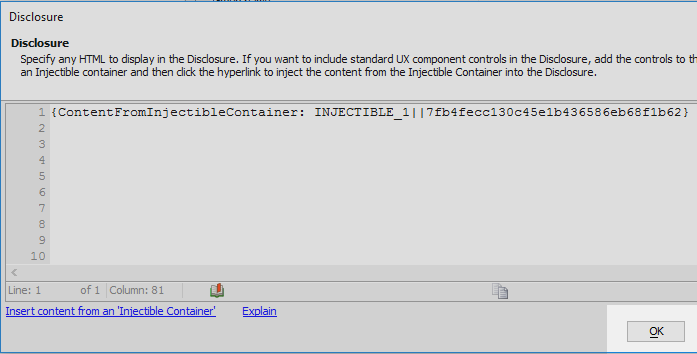 Disclosure
Disclosure
Specify any HTML to display in the Disclosure. If you want to include standard UX component controls in the Disclosure, add the controls to th
an Injectible container and then click the hyperlink to inject the content from the Injectible Container into the Disclosure.
1 {ContentFromInjectibleContainer: INJECTIBLE_1||7fb4fecc130c45e1b436586eb68f1b62}
2
3
4
5
6
7
8
9
10
Line: 1 of 1 Column: 81
Insert content from an 'Injectible Container' Explain
OK